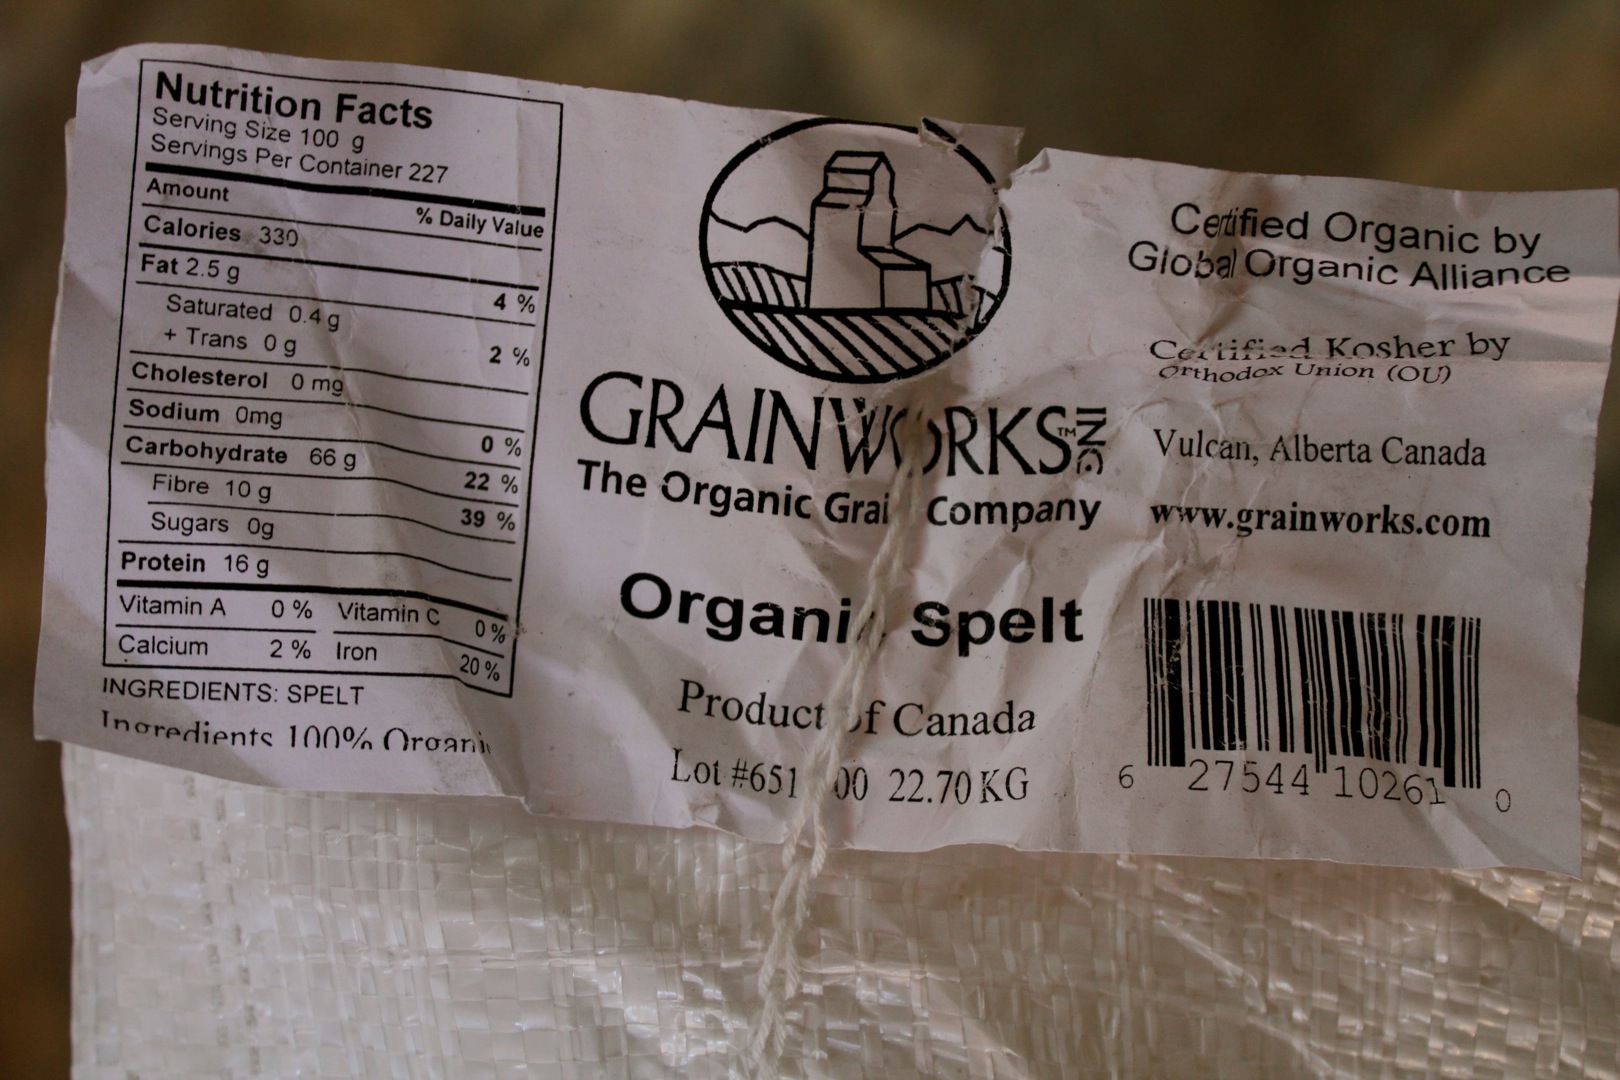 Nutrition Facts
Serving Size 100 g
Servings Per Container 227
Amount
% Daily Value
Calories 330
Fat 2.5 g
4 %
Saturated 0.4 g
+ Trans 0 g
2 %
Cholesterol 0 mg
Sodium 0mg
0 %
Carbohydrate 66 g
22 %
Fibre 10 g
39 %
Sugars 0g
Protein 16 g
Vitamin A 0 % Vitamin C 0 %
Calcium 2 % Iron 20 %
INGREDIENTS: SPELT
Ingredients 100%
GRAINWORKS™ INC
The Organic Grai Company
Organic Spelt
Product of Canada
Lot #651 00 22.70 KG
Certified Organic by
Global Organic Alliance
Certified Kosher by
Orthodox Union (OU)
Vulcan, Alberta Canada
www.grainworks.com
6 27544 10261 0